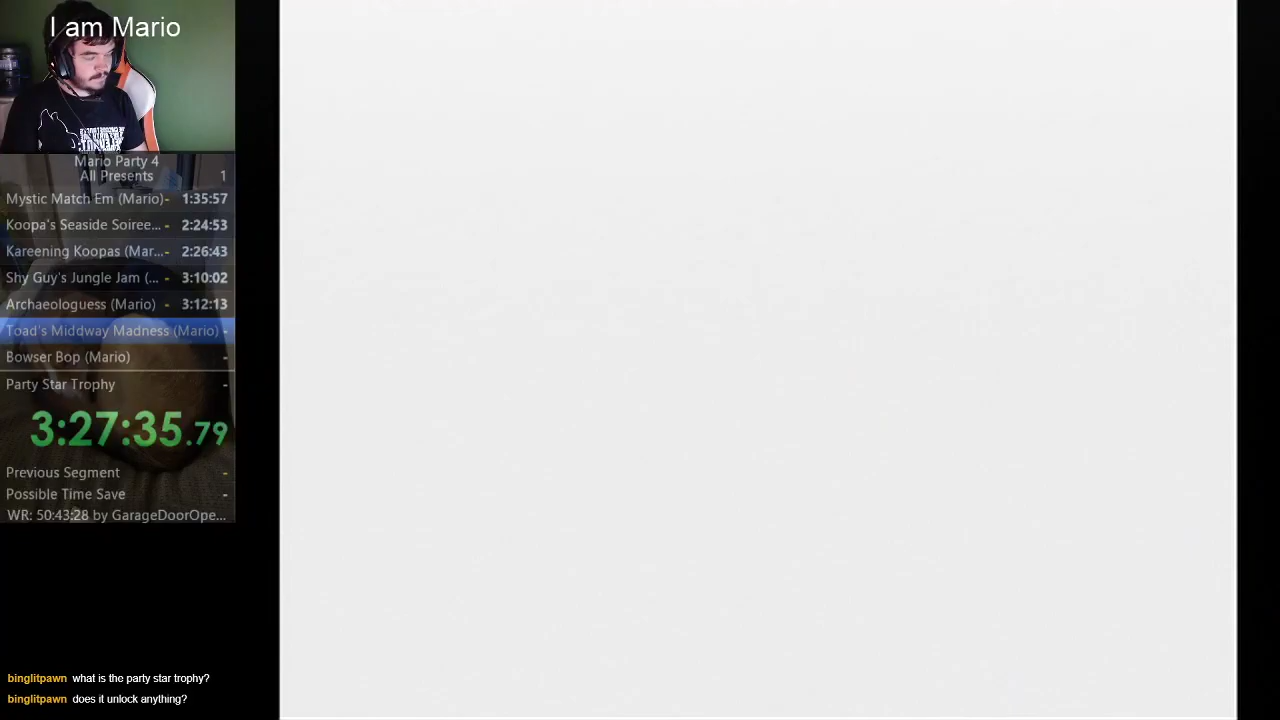 I am Mario
Mario Party 4
All Presents 1
Mystic Match Em (Mario) - 1:35:57
Koopa's Seaside Soiree... - 2:24:53
Kareening Koopas (Mar... - 2:26:43
Shy Guy's Jungle Jam (... - 3:10:02
Archaeologuess (Mario) - 3:12:13
Toad's Middway Madness (Mario) -
Bowser Bop (Mario) -
Party Star Trophy -
3:27:35.79
Previous Segment -
Possible Time Save -
WR: 50:43:28 by GarageDoorOpe...
binglitpawn what is the party star trophy?
binglitpawn does it unlock anything?